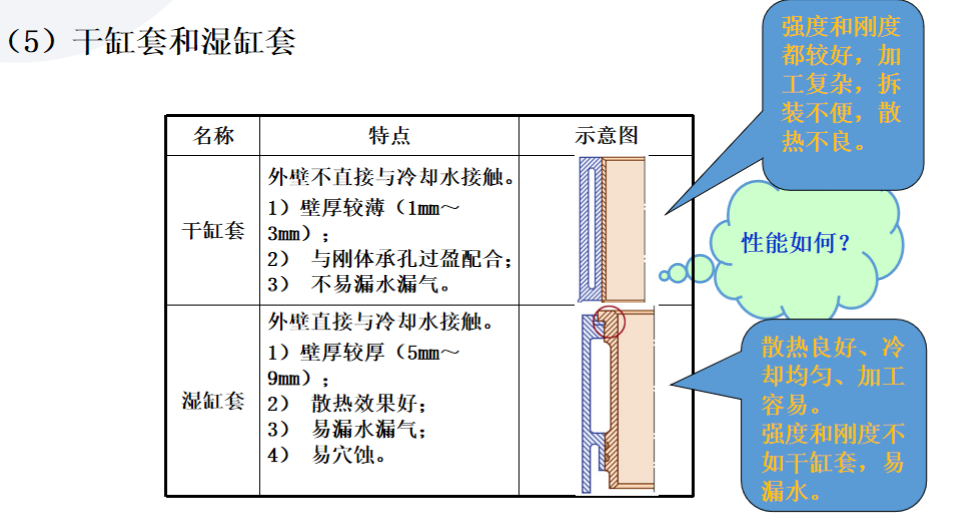 （5）干缸套和湿缸套
名称
特点
示意图
干缸套
外壁不直接与冷却水接触。
1）壁厚较薄（1mm～
3mm）；
2） 与刚体承孔过盈配合；
3） 不易漏水漏气。
湿缸套
外壁直接与冷却水接触。
1）壁厚较厚（5mm～
9mm）；
2） 散热效果好；
3） 易漏水漏气；
4） 易穴蚀。
强度和刚度
都较好，加
工复杂，拆
装不便，散
热不良。
性能如何？
散热良好、冷
却均匀、加工
容易。
强度和刚度不
如干缸套，易
漏水。